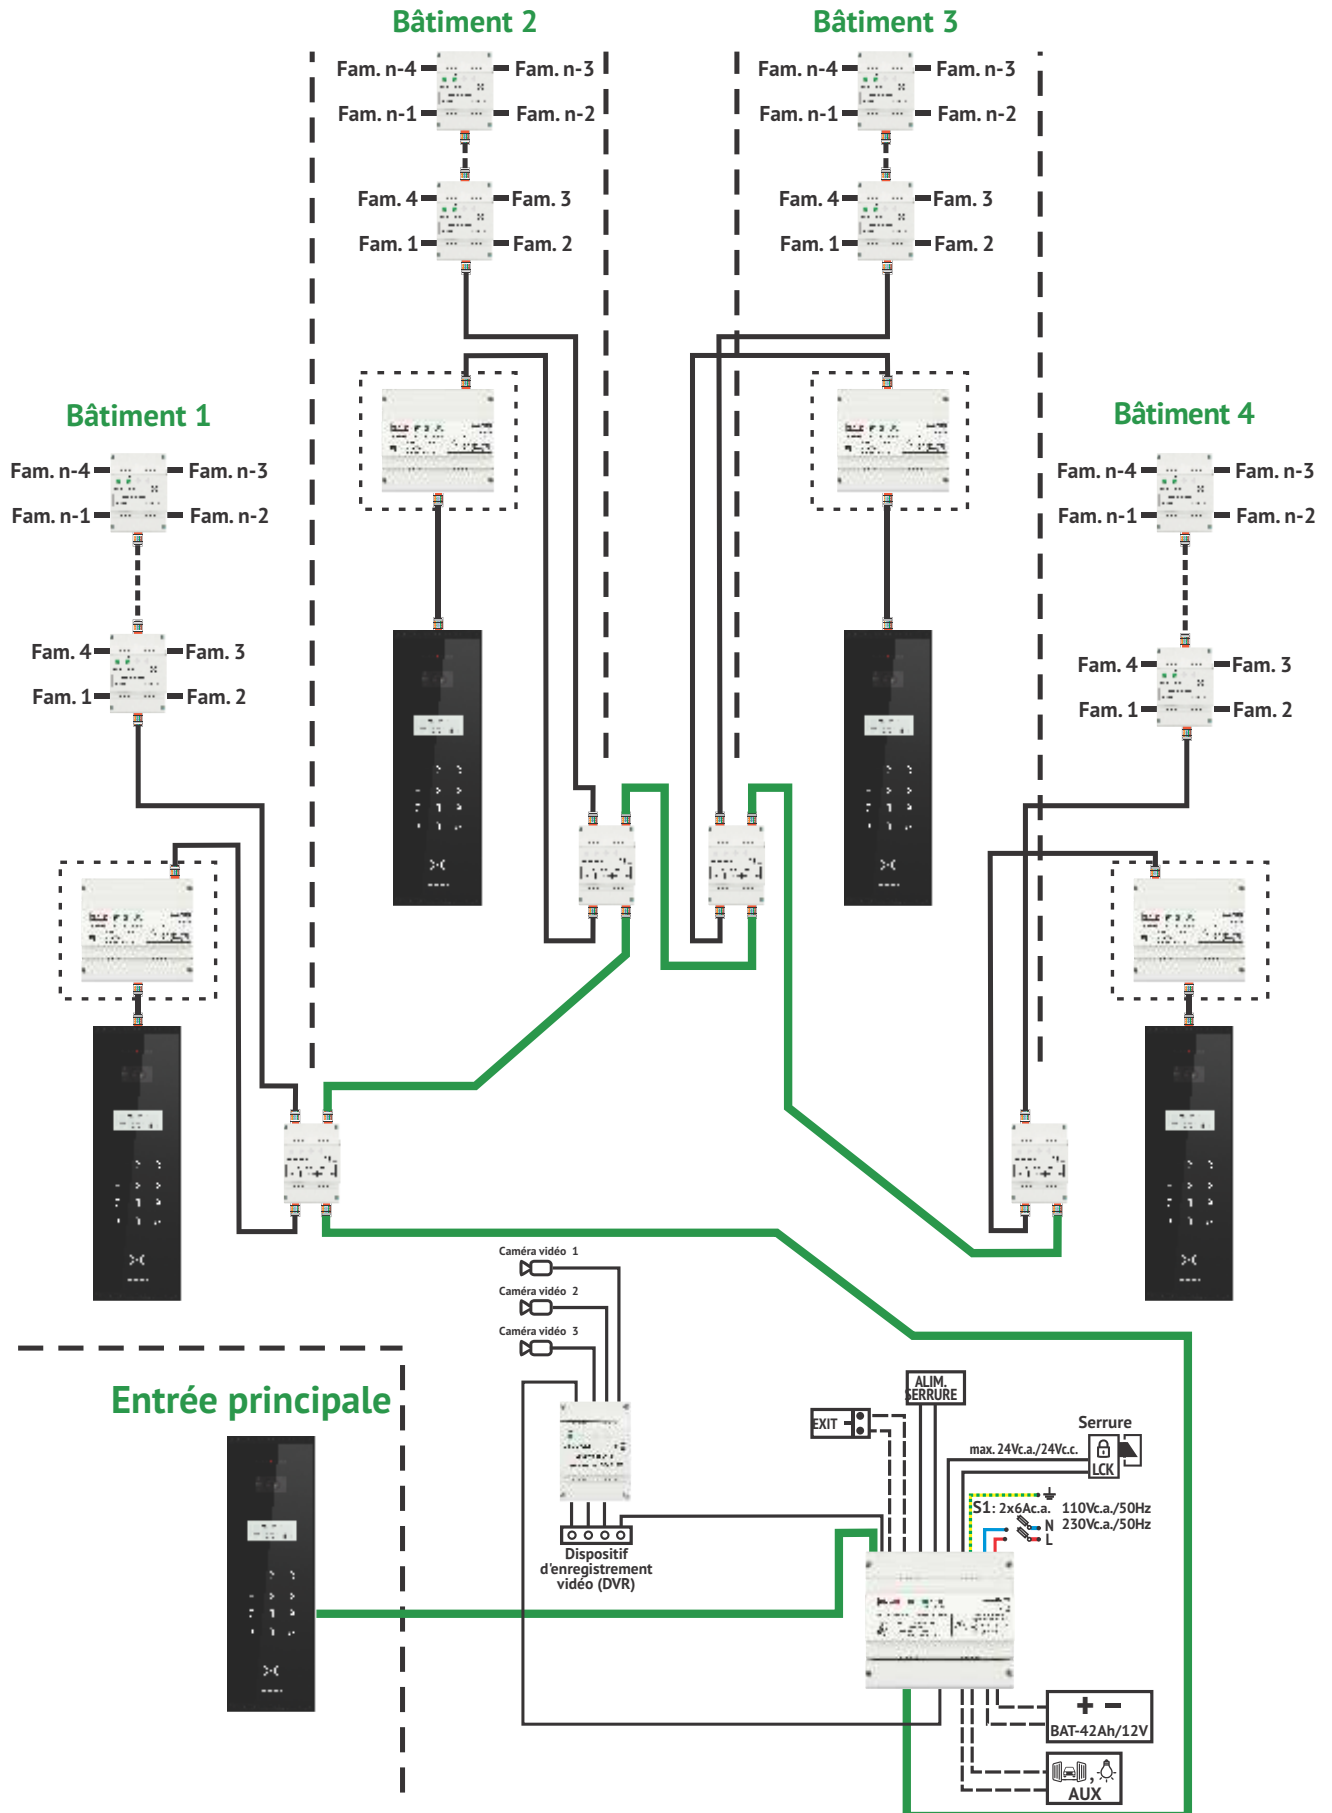 Bâtiment 2
Bâtiment 3
Fam. n-4
Fam. n-3
Fam. n-1
Fam. n-2
Fam. 4
Fam. 3
Fam. 1
Fam. 2
Fam. n-4
Fam. n-3
Fam. n-1
Fam. n-2
Fam. 4
Fam. 3
Fam. 1
Fam. 2
Bâtiment 1
Fam. n-4
Fam. n-3
Fam. n-1
Fam. n-2
Fam. 4
Fam. 3
Fam. 1
Fam. 2
Bâtiment 4
Fam. n-4
Fam. n-3
Fam. n-1
Fam. n-2
Fam. 4
Fam. 3
Fam. 1
Fam. 2
Caméra vidéo 1
Caméra vidéo 2
Caméra vidéo 3
Entrée principale
Dispositif
d'enregistrement
vidéo (DVR)
EXIT
ALIM.
SERRURE
Serrure
max. 24Vc.a./24Vc.c.
LCK
S1: 2x6Ac.a. 110Vc.a./50Hz
N 230Vc.a./50Hz
L
+ -
BAT-42Ah/12V
,
AUX